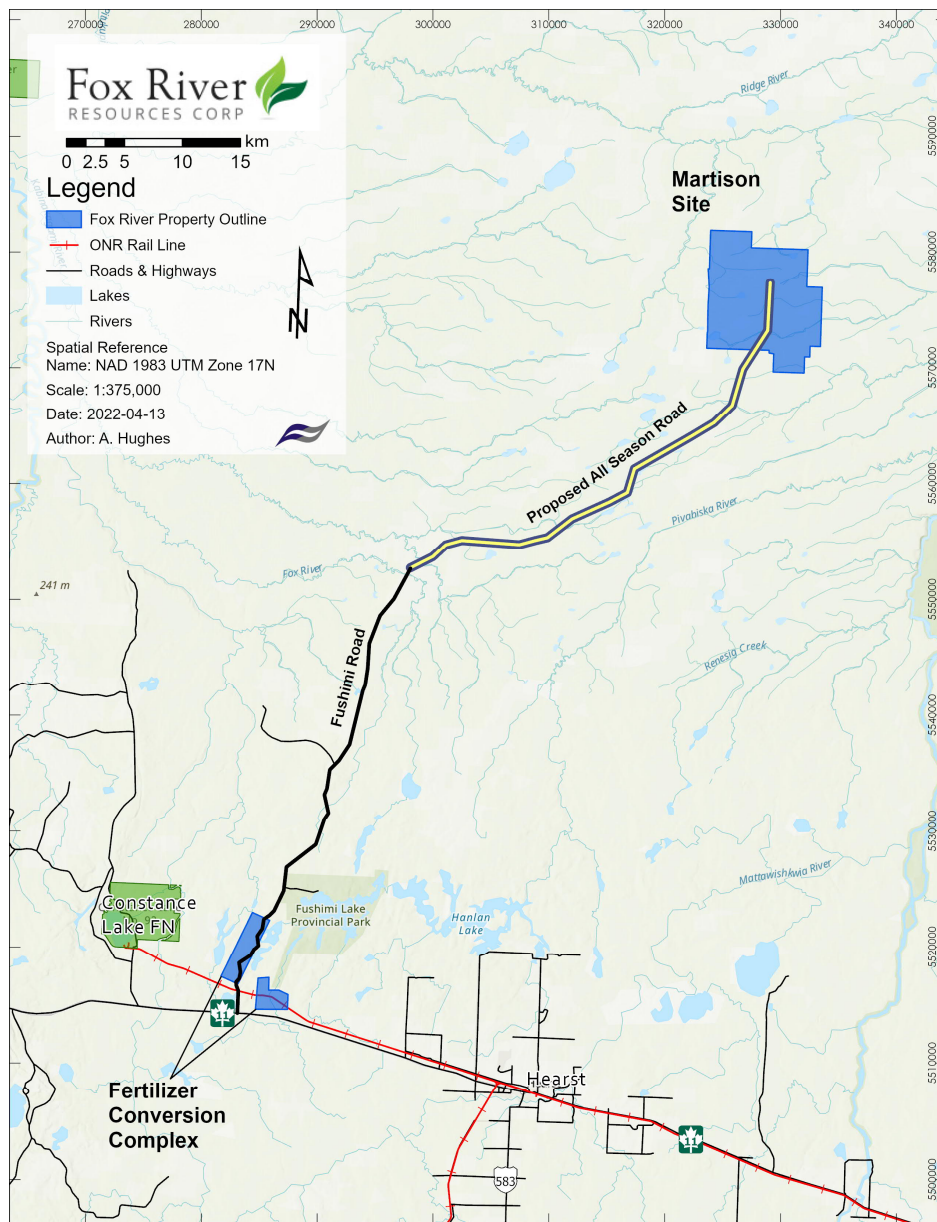 270000
280000
290000
300000
310000
320000
330000
340000
Fox River
RESOURCES CORP
km
0 2.5 5 10 15
Legend
Fox River Property Outline
ONR Rail Line
Roads & Highways
Lakes
Rivers
N
Spatial Reference
Name: NAD 1983 UTM Zone 17N
Scale: 1:375,000
Date: 2022-04-13
Author: A. Hughes
Ridge River
Martison
Site
5590000
5580000
5570000
5560000
5550000
5540000
5530000
5520000
5510000
5500000
Proposed All Season Road
Pivabiska River
Fox River
241 m
Fushimi Road
Renesig Creek
Mattawishkwia River
Constance
Lake FN
Fushimi Lake
Provincial Park
Hanlan
Lake
11
Fertilizer
Conversion
Complex
Hearst
11
583